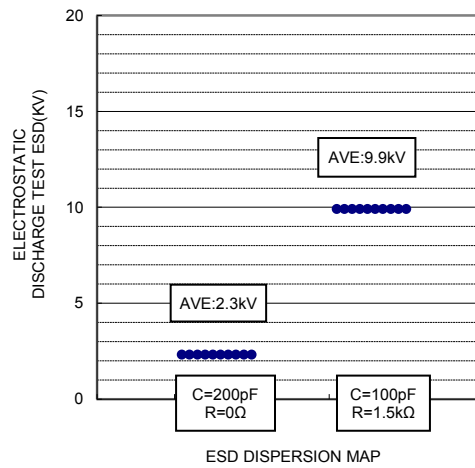 20
15
10
5
0
ELECTROSTATIC
DISCHARGE TEST ESD(KV)
AVE:9.9kV
AVE:2.3kV
C=200pF
R=0Ω
C=100pF
R=1.5kΩ
ESD DISPERSION MAP